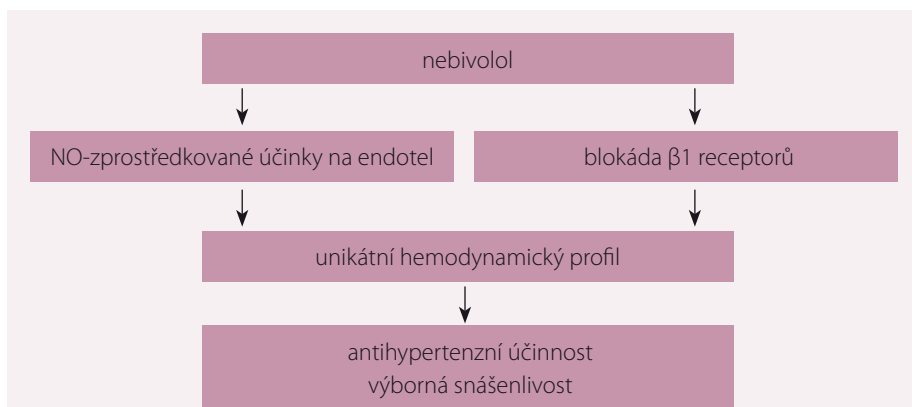 nebivolol
NO-zprostředkované účinky na endotel
blokáda β1 receptorů
unikátní hemodynamický profil
antihypertenzní účinnost
výborná snášenlivost